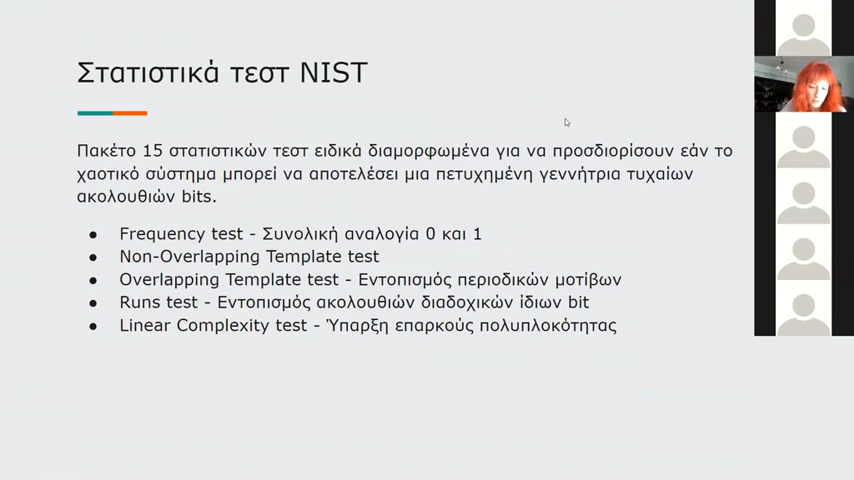 Στατιστικά τεστ NIST
Πακέτο 15 στατιστικών τεστ ειδικά διαμορφωμένα για να προσδιορίσουν εάν το
χαοτικό σύστημα μπορεί να αποτελέσει μια πετυχημένη γεννήτρια τυχαίων
ακολουθιών bits.
● Frequency test - Συνολική αναλογία 0 και 1
● Non-Overlapping Template test
● Overlapping Template test - Εντοπισμός περιοδικών μοτίβων
● Runs test - Εντοπισμός ακολουθιών διαδοχικών ίδιων bit
● Linear Complexity test - Ύπαρξη επαρκούς πολυπλοκότητας